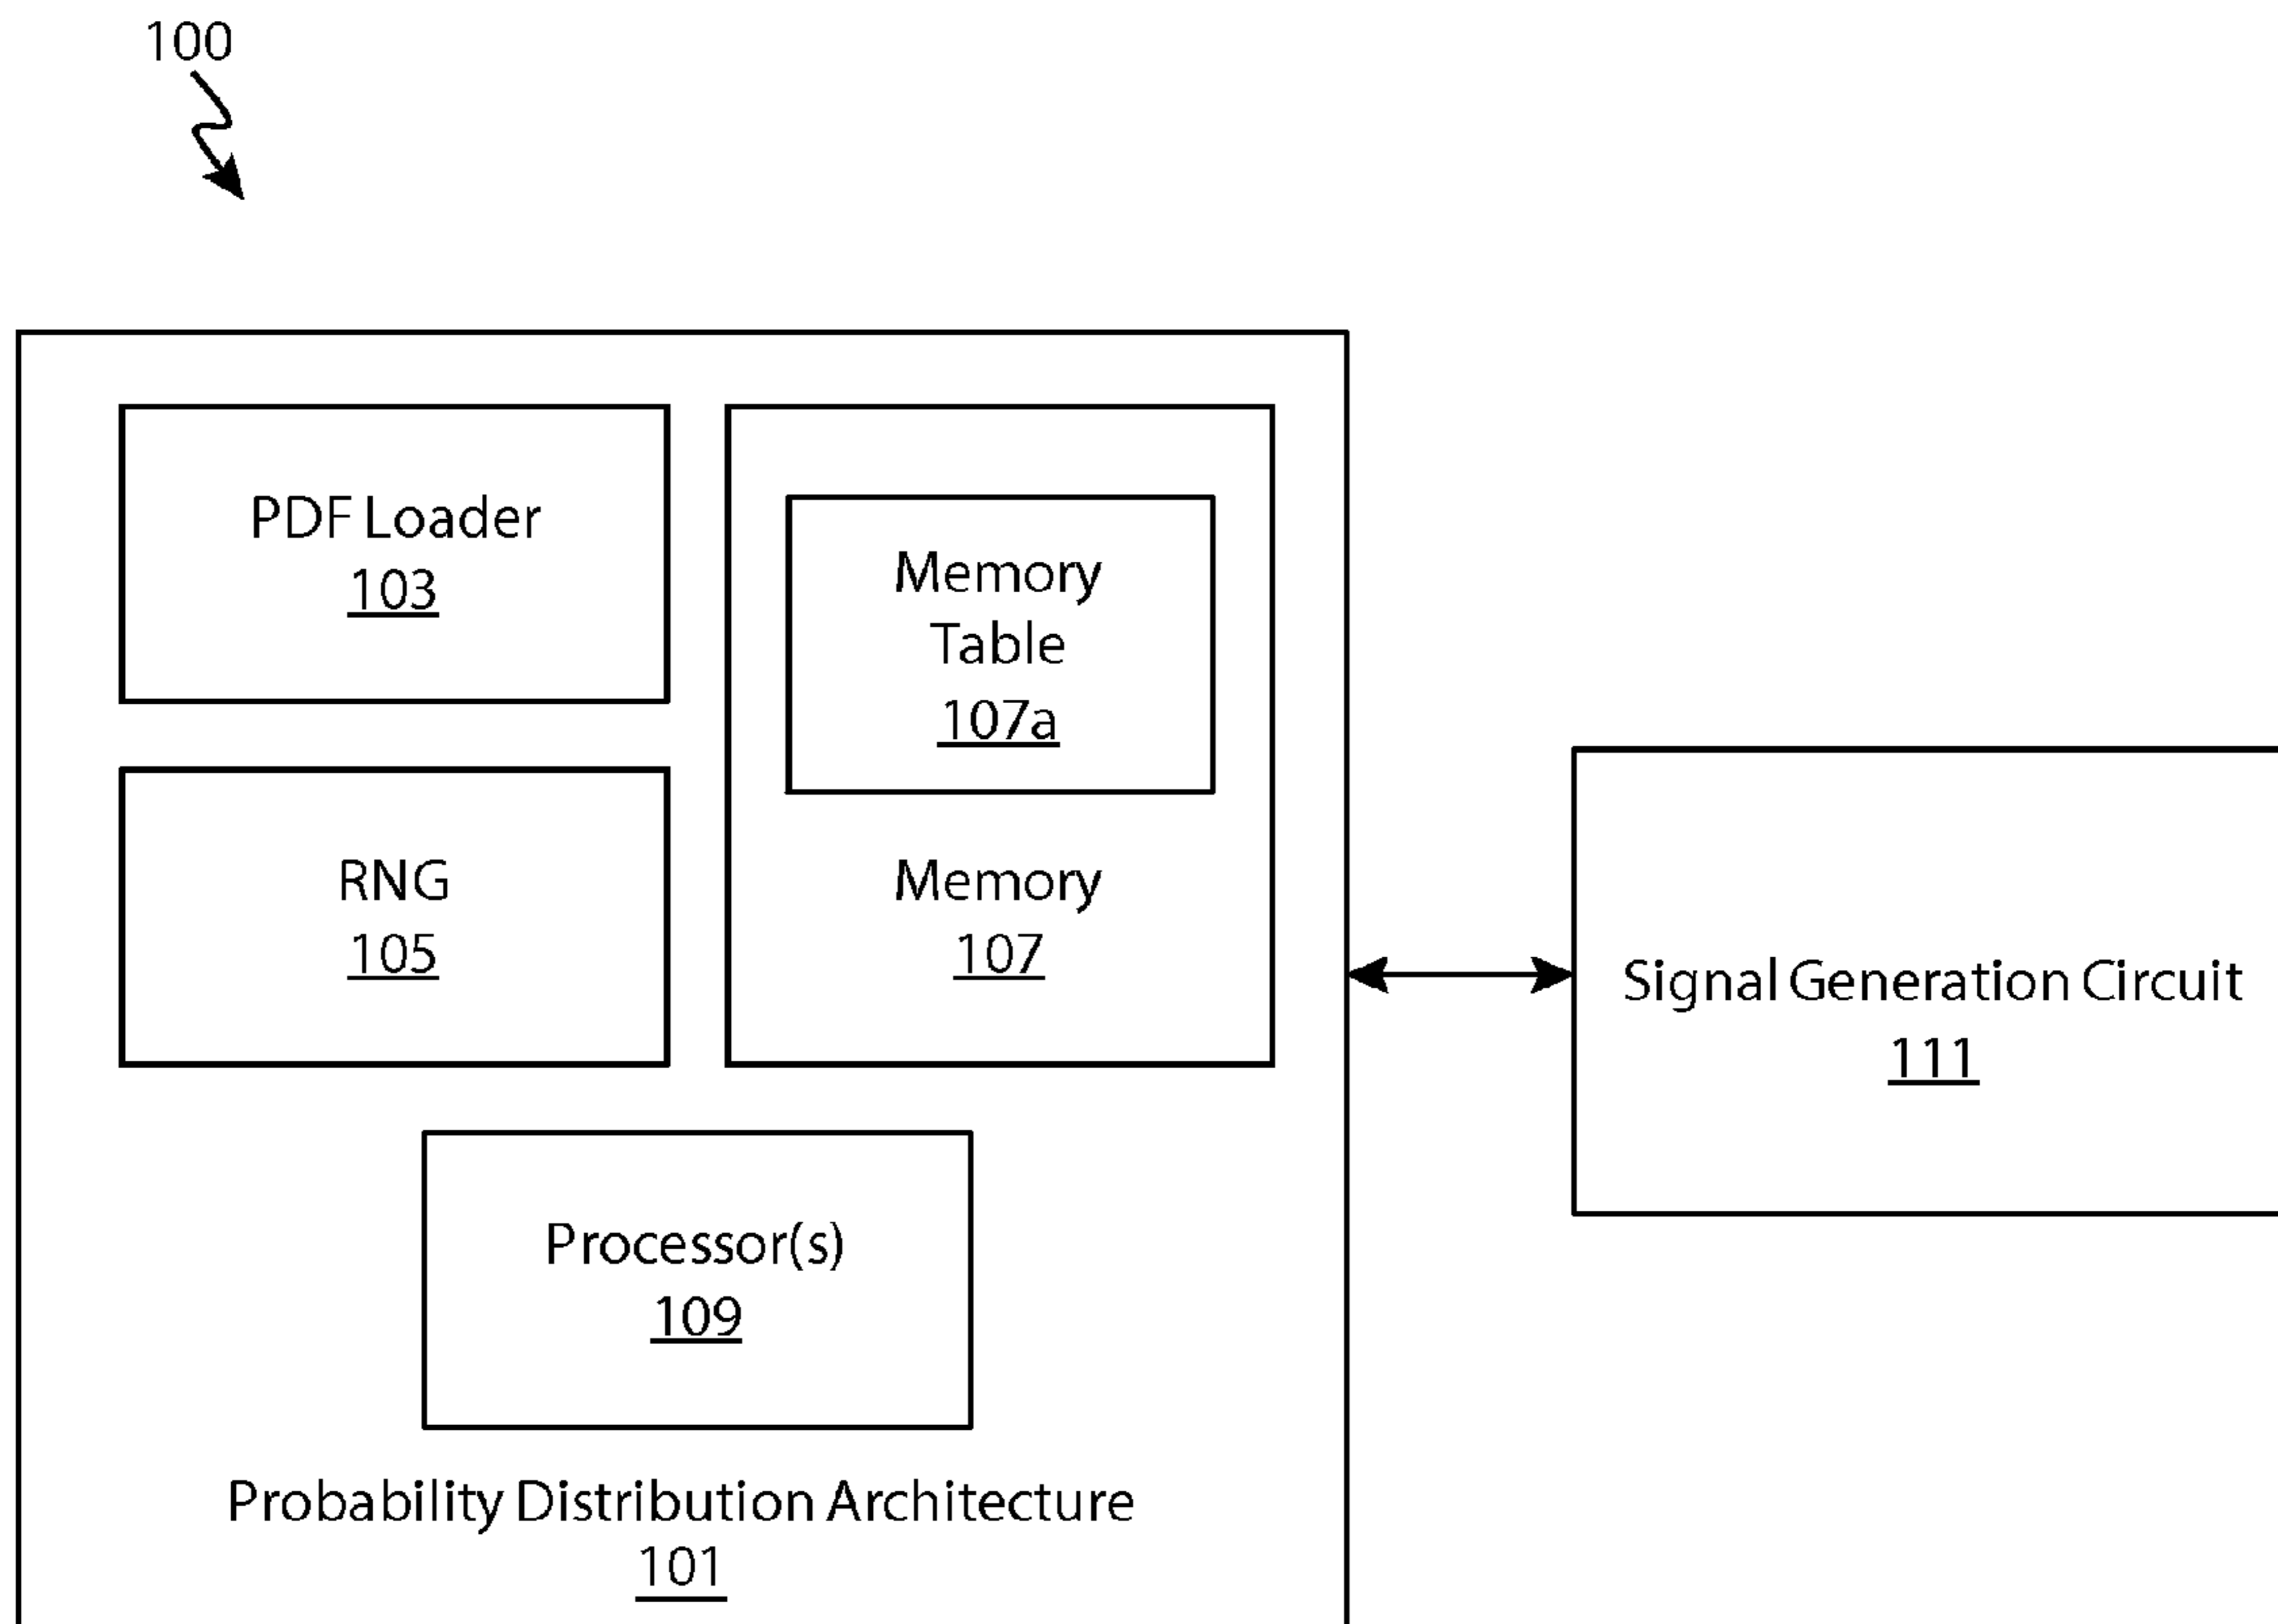 100
PDF Loader
103
Memory
Table
107a
RNG
105
Memory
107
Signal Generation Circuit
111
Processor(s)
109
Probability Distribution Architecture
101